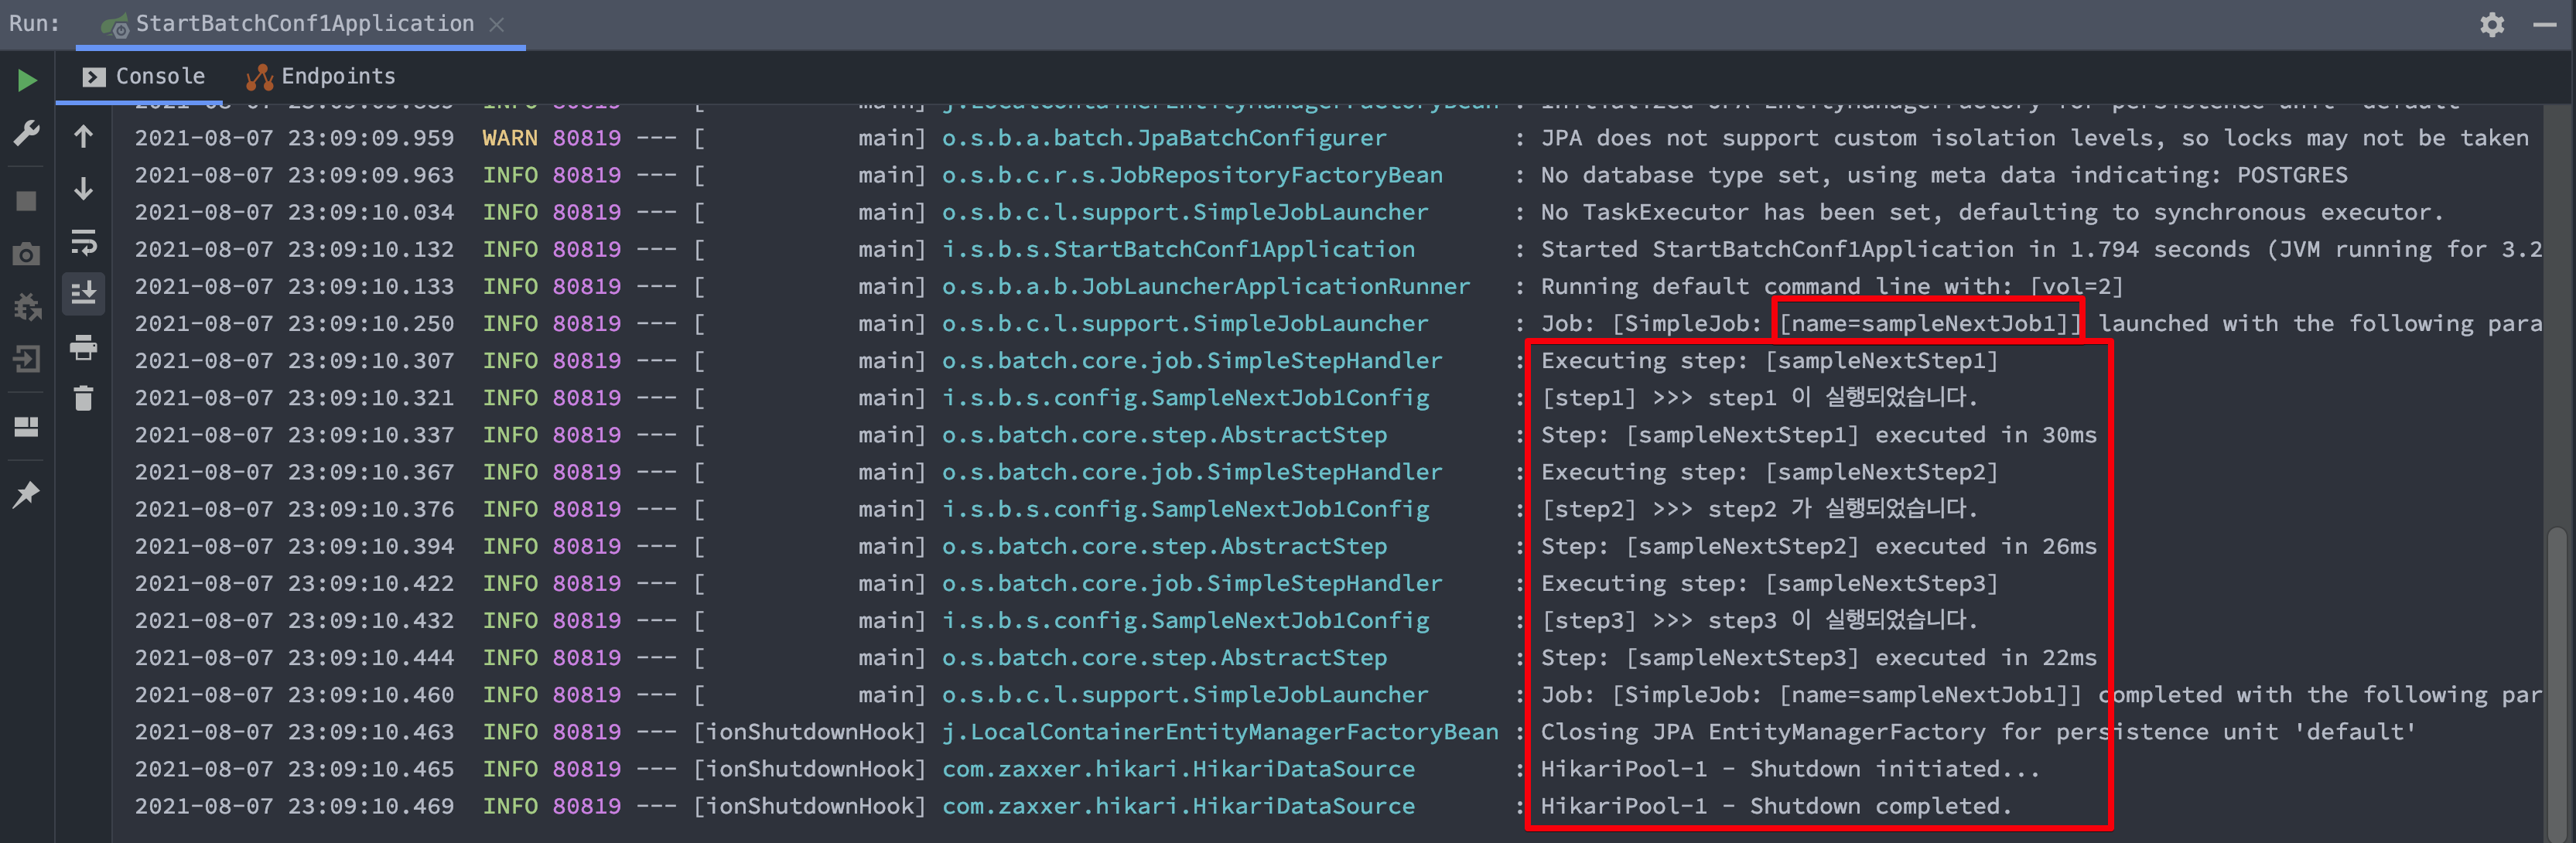 Run: StartBatchConf1Application
Console Endpoints
2021-08-07 23:09:09.889 INFO 80819 --- [ main] j.LocalContainerEntityManagerFactoryBean : Initialized JPA EntityManagerFactory for persistence unit 'default'
2021-08-07 23:09:09.959 WARN 80819 --- [ main] o.s.b.a.batch.JpaBatchConfigurer : JPA does not support custom isolation levels, so locks may not be taken
2021-08-07 23:09:09.963 INFO 80819 --- [ main] o.s.b.c.r.s.JobRepositoryFactoryBean : No database type set, using meta data indicating: POSTGRES
2021-08-07 23:09:10.034 INFO 80819 --- [ main] o.s.b.c.l.support.SimpleJobLauncher : No TaskExecutor has been set, defaulting to synchronous executor.
2021-08-07 23:09:10.132 INFO 80819 --- [ main] i.s.b.s.StartBatchConf1Application : Started StartBatchConf1Application in 1.794 seconds (JVM running for 3.2
2021-08-07 23:09:10.133 INFO 80819 --- [ main] o.s.b.a.b.JobLauncherApplicationRunner : Running default command line with: [vol=2]
2021-08-07 23:09:10.250 INFO 80819 --- [ main] o.s.b.c.l.support.SimpleJobLauncher : Job: [SimpleJob: [name=sampleNextJob1]] launched with the following para
2021-08-07 23:09:10.307 INFO 80819 --- [ main] o.s.batch.core.job.SimpleStepHandler : Executing step: [sampleNextStep1]
2021-08-07 23:09:10.321 INFO 80819 --- [ main] i.s.b.s.config.SampleNextJob1Config : [step1] >>> step1 이 실행되었습니다.
2021-08-07 23:09:10.337 INFO 80819 --- [ main] o.s.batch.core.step.AbstractStep : Step: [sampleNextStep1] executed in 30ms
2021-08-07 23:09:10.367 INFO 80819 --- [ main] o.s.batch.core.job.SimpleStepHandler : Executing step: [sampleNextStep2]
2021-08-07 23:09:10.376 INFO 80819 --- [ main] i.s.b.s.config.SampleNextJob1Config : [step2] >>> step2 가 실행되었습니다.
2021-08-07 23:09:10.394 INFO 80819 --- [ main] o.s.batch.core.step.AbstractStep : Step: [sampleNextStep2] executed in 26ms
2021-08-07 23:09:10.422 INFO 80819 --- [ main] o.s.batch.core.job.SimpleStepHandler : Executing step: [sampleNextStep3]
2021-08-07 23:09:10.432 INFO 80819 --- [ main] i.s.b.s.config.SampleNextJob1Config : [step3] >>> step3 이 실행되었습니다.
2021-08-07 23:09:10.444 INFO 80819 --- [ main] o.s.batch.core.step.AbstractStep : Step: [sampleNextStep3] executed in 22ms
2021-08-07 23:09:10.460 INFO 80819 --- [ main] o.s.b.c.l.support.SimpleJobLauncher : Job: [SimpleJob: [name=sampleNextJob1]] completed with the following par
2021-08-07 23:09:10.463 INFO 80819 --- [ionShutdownHook] j.LocalContainerEntityManagerFactoryBean : Closing JPA EntityManagerFactory for persistence unit 'default'
2021-08-07 23:09:10.465 INFO 80819 --- [ionShutdownHook] com.zaxxer.hikari.HikariDataSource : HikariPool-1 - Shutdown initiated...
2021-08-07 23:09:10.469 INFO 80819 --- [ionShutdownHook] com.zaxxer.hikari.HikariDataSource : HikariPool-1 - Shutdown completed.